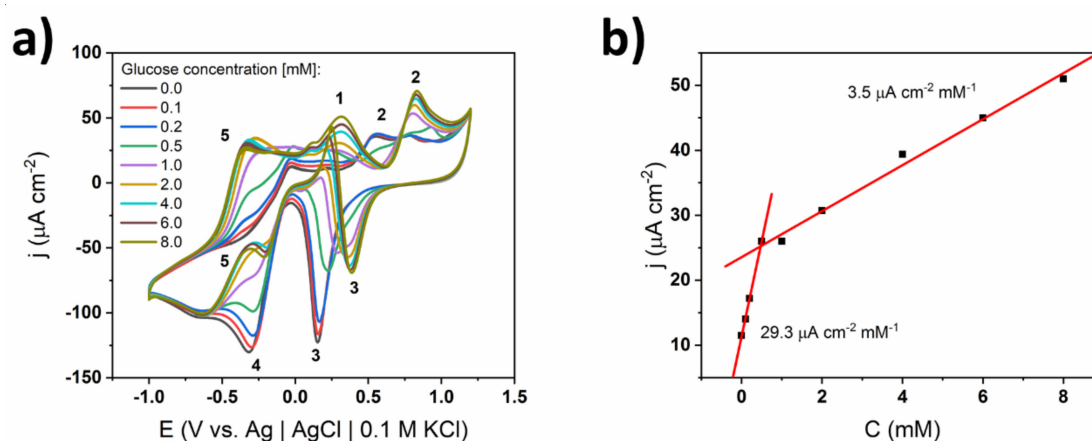 a)
100
50
0
-50
-100
-150
j (μA cm⁻²)
Glucose concentration [mM]:
0.0
0.1
0.2
0.5
1.0
2.0
4.0
6.0
8.0
5
1
2
2
5
4
3
3
-1.0 -0.5 0.0 0.5 1.0 1.5
E (V vs. Ag | AgCl | 0.1 M KCl)
b)
50
40
30
20
10
j (μA cm⁻²)
3.5 μA cm⁻² mM⁻¹
29.3 μA cm⁻² mM⁻¹
0 2 4 6 8
C (mM)